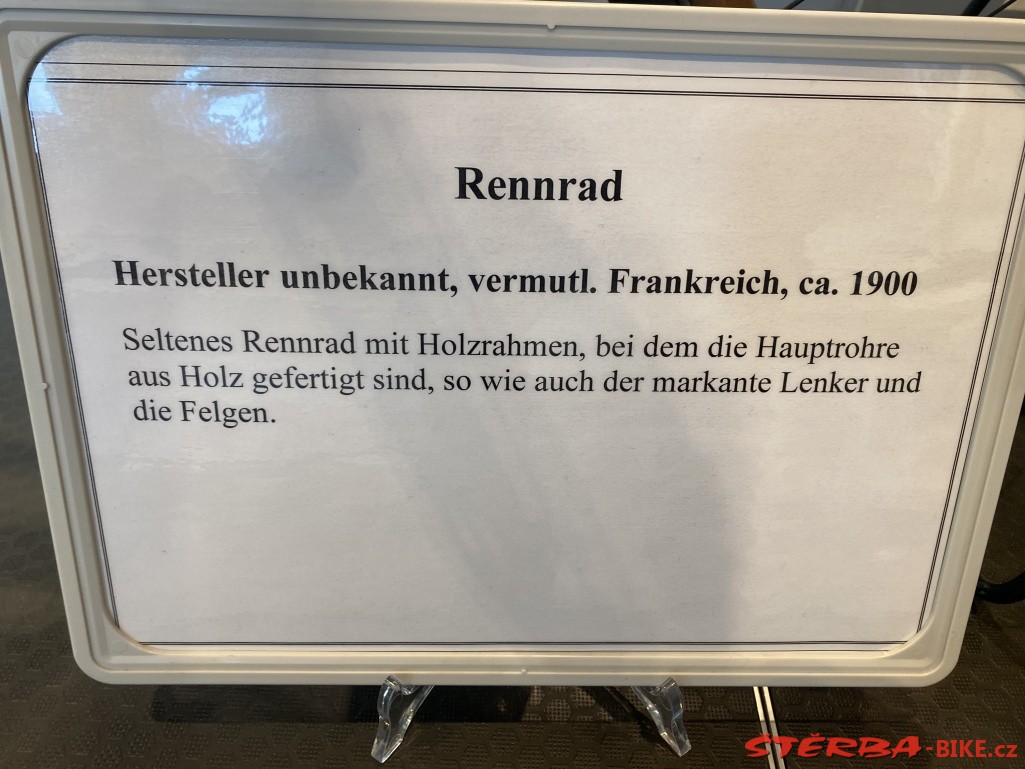 Rennrad
Hersteller unbekannt, vermutl. Frankreich, ca. 1900
Seltenes Rennrad mit Holzrahmen, bei dem die Hauptrohre
aus Holz gefertigt sind, so wie auch der markante Lenker und
die Felgen.
ŠTĚRBA-BIKE.cz